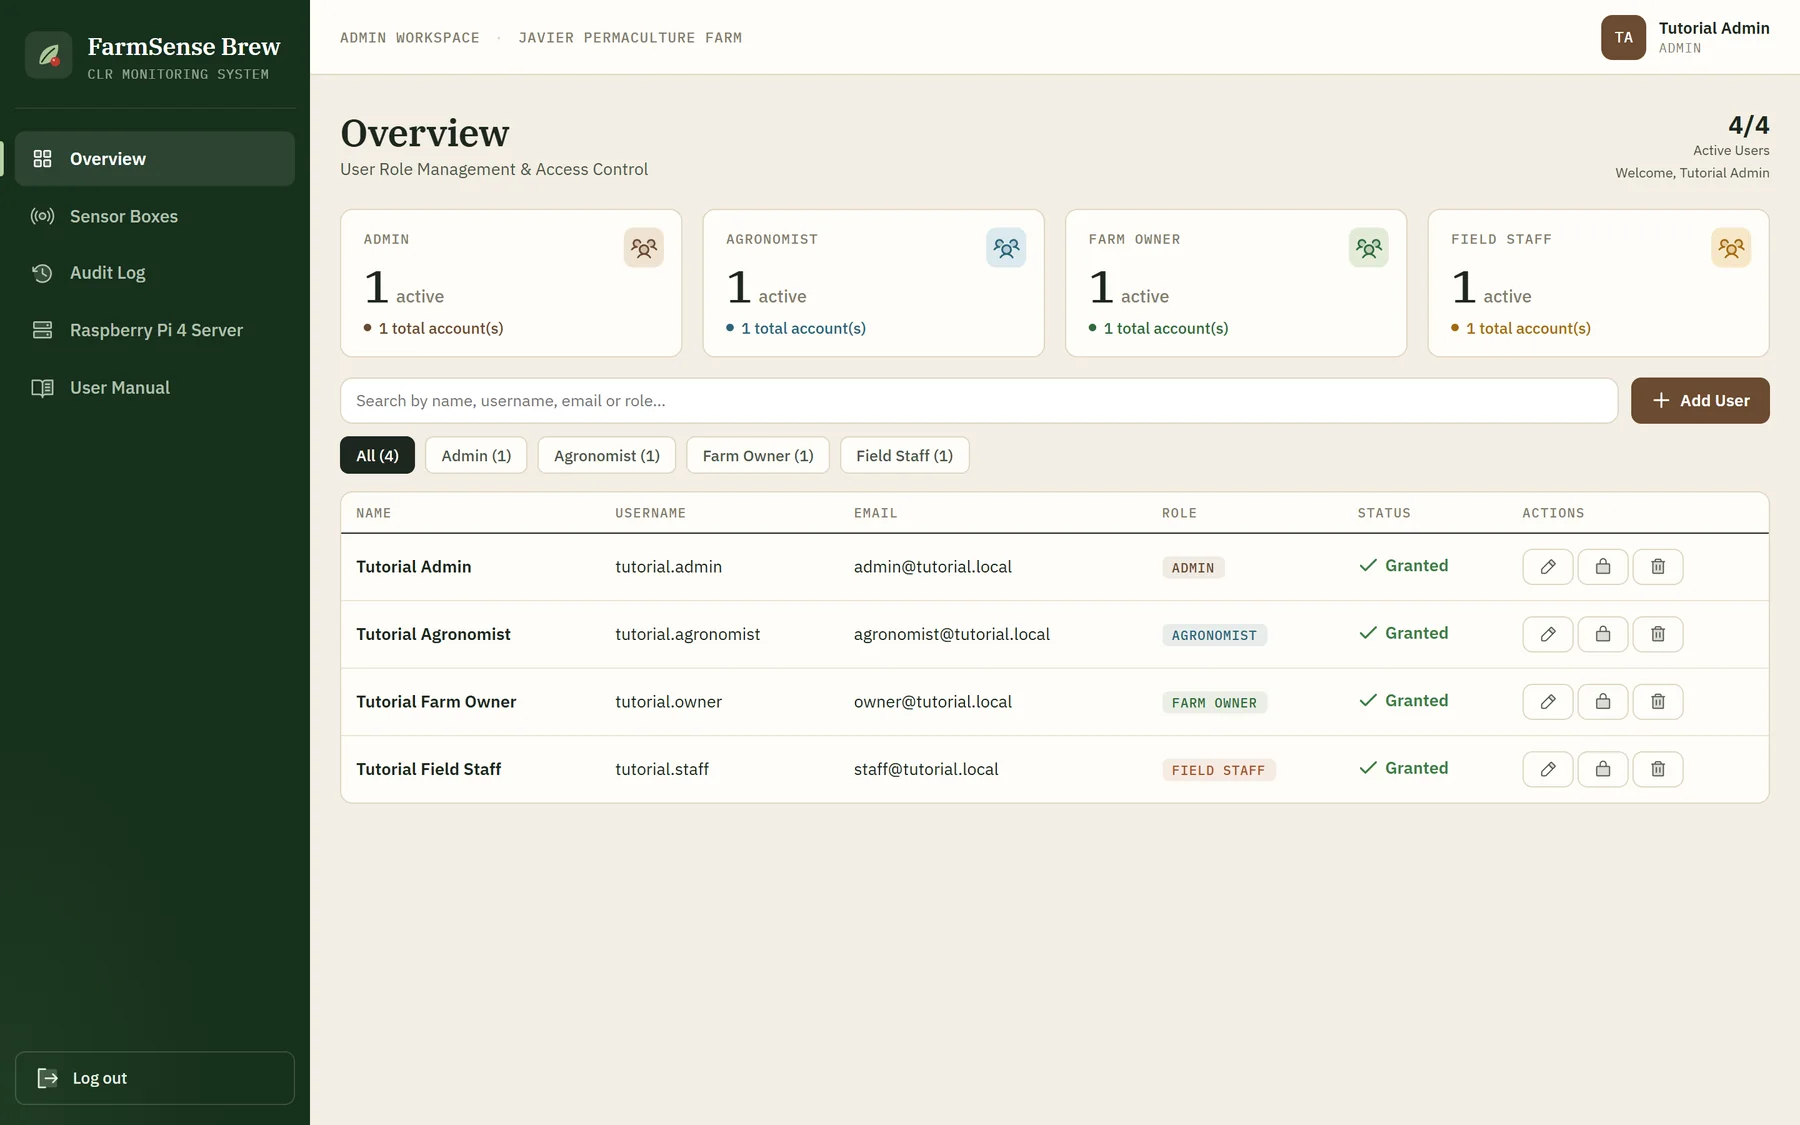 FarmSense Brew
CLR MONITORING SYSTEM
Overview
Sensor Boxes
Audit Log
Raspberry Pi 4 Server
User Manual
Log out
ADMIN WORKSPACE · JAVIER PERMACULTURE FARM
TA
Tutorial Admin
ADMIN
Overview
User Role Management & Access Control
4/4
Active Users
Welcome, Tutorial Admin
ADMIN
1 active
1 total account(s)
AGRONOMIST
1 active
1 total account(s)
FARM OWNER
1 active
1 total account(s)
FIELD STAFF
1 active
1 total account(s)
Search by name, username, email or role...
Add User
All (4) Admin (1) Agronomist (1) Farm Owner (1) Field Staff (1)
NAME USERNAME EMAIL ROLE STATUS ACTIONS
Tutorial Admin tutorial.admin admin@tutorial.local ADMIN Granted
Tutorial Agronomist tutorial.agronomist agronomist@tutorial.local AGRONOMIST Granted
Tutorial Farm Owner tutorial.owner owner@tutorial.local FARM OWNER Granted
Tutorial Field Staff tutorial.staff staff@tutorial.local FIELD STAFF Granted